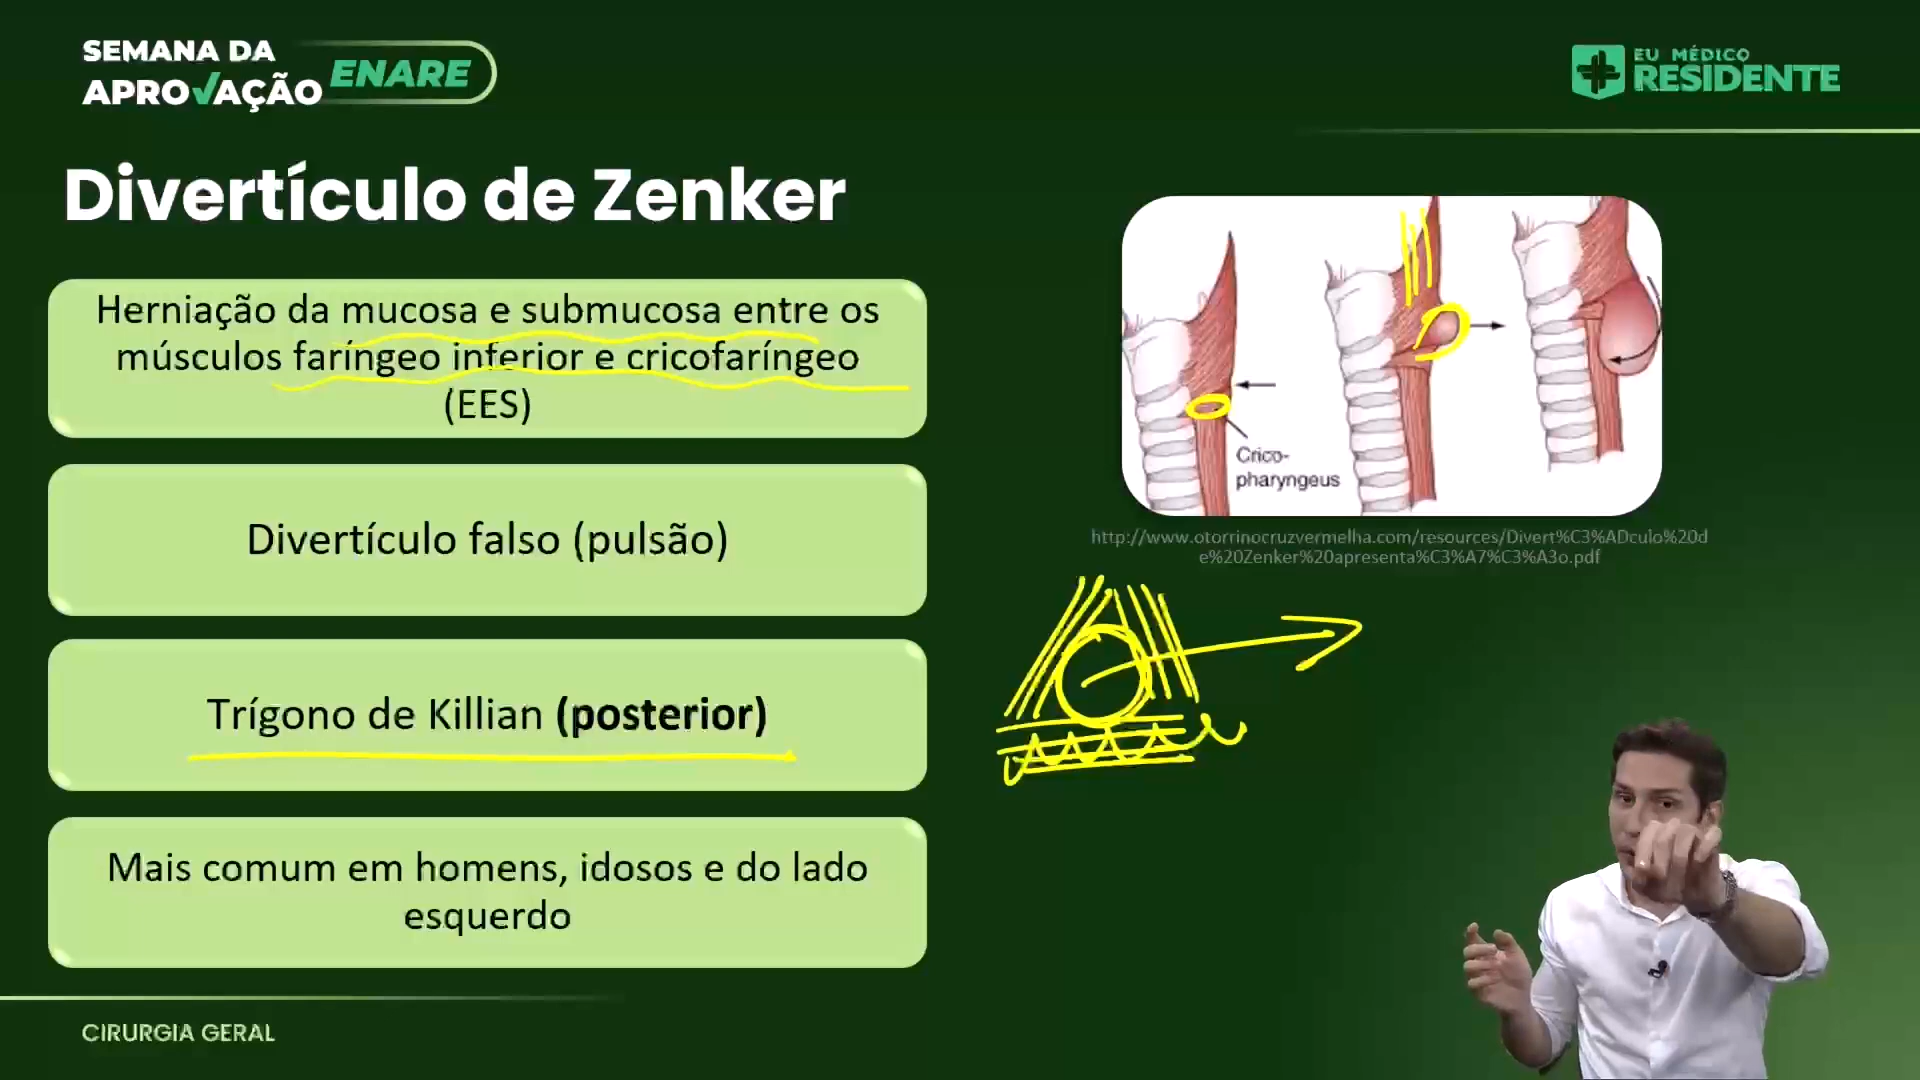 SEMANA DA
APROVAÇÃO ENARE
EU MÉDICO
RESIDENTE
Divertículo de Zenker
Herniação da mucosa e submucosa entre os
músculos faríngeo inferior e cricofaríngeo
(EES)
Divertículo falso (pulsão)
Trígono de Killian (posterior)
Mais comum em homens, idosos e do lado
esquerdo
Crico-
pharyngeus
http://www.otorrinocruzvermelha.com/resources/Divert%C3%ADculo%20d
e%20Zenker%20apresenta%C3%A7%C3%A3o.pdf
CIRURGIA GERAL